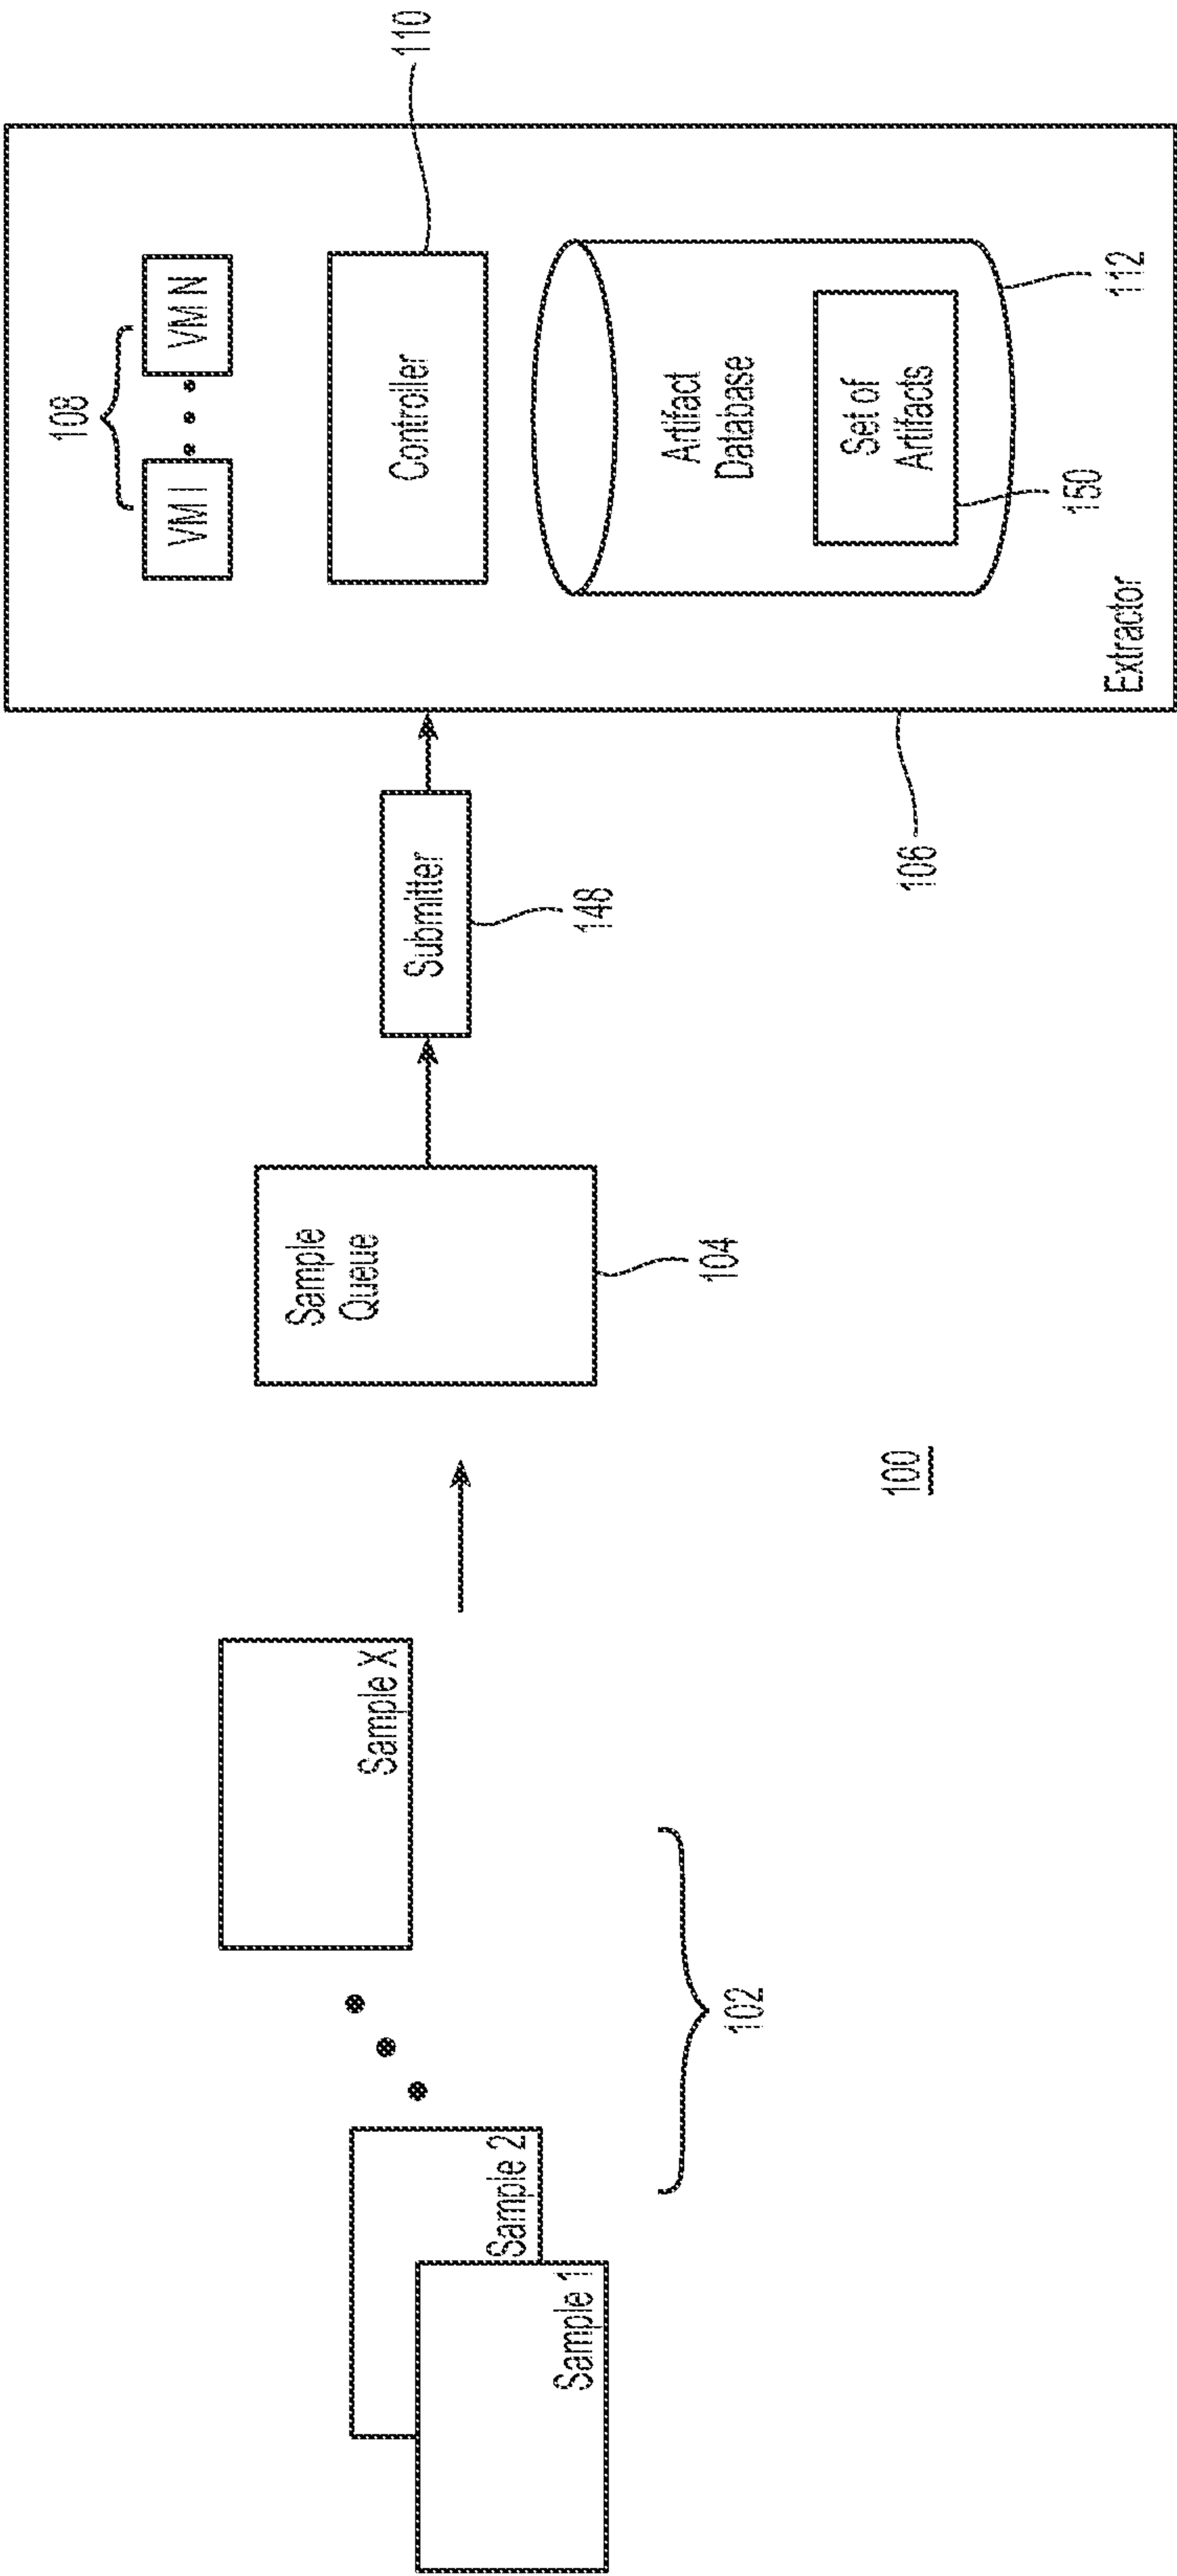 Sample 1
Sample 2
Sample X
102
100
Sample
Queue
104
Submitter
148
108
VM I
VM N
Controller
110
Artifact
Database
Set of
Artifacts
150
112
Extractor
106